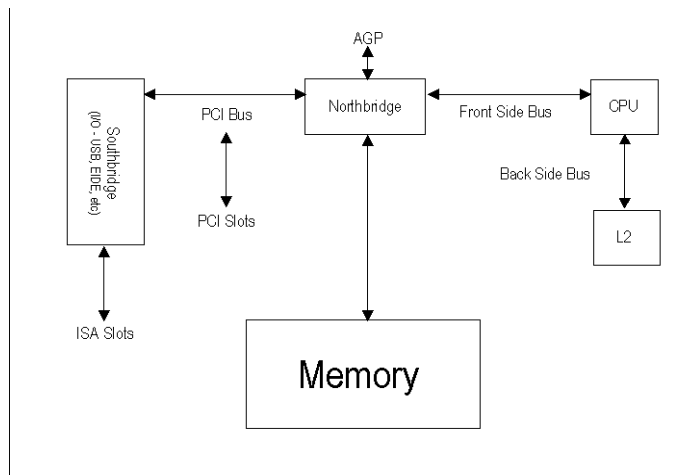 AGP
Northbridge
PCI Bus
Front Side Bus
CPU
Southbridge
(I/O - USB, EIDE, etc)
Back Side Bus
PCI Slots
L2
ISA Slots
Memory